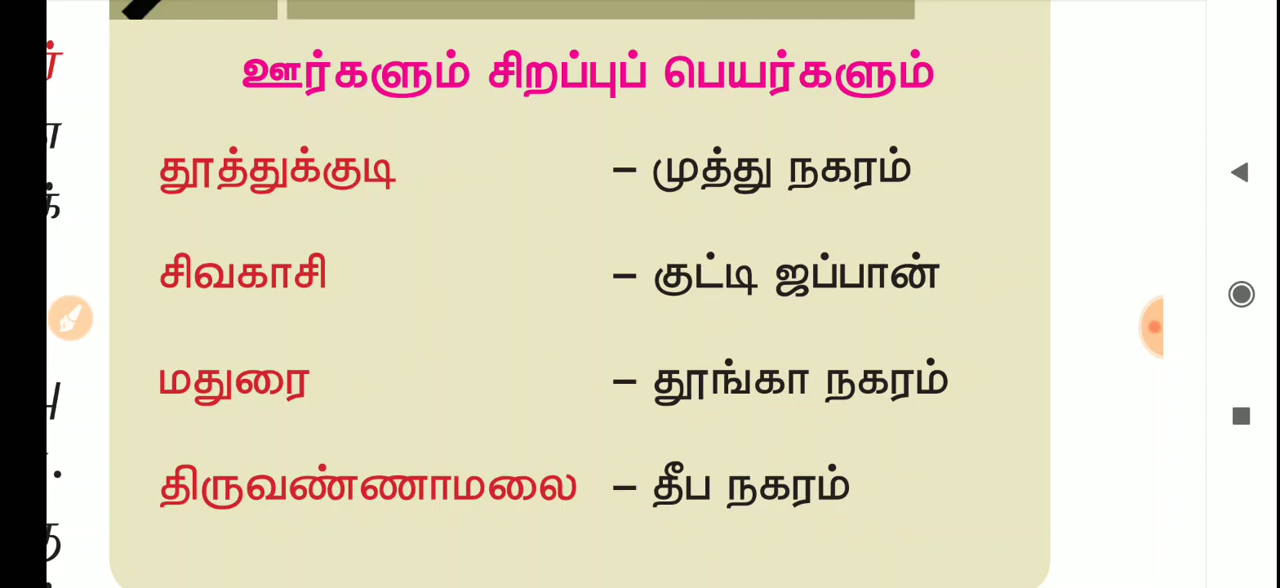 ஊர்களும் சிறப்புப் பெயர்களும்
தூத்துக்குடி – முத்து நகரம்
சிவகாசி – குட்டி ஜப்பான்
மதுரை – தூங்கா நகரம்
திருவண்ணாமலை – தீப நகரம்